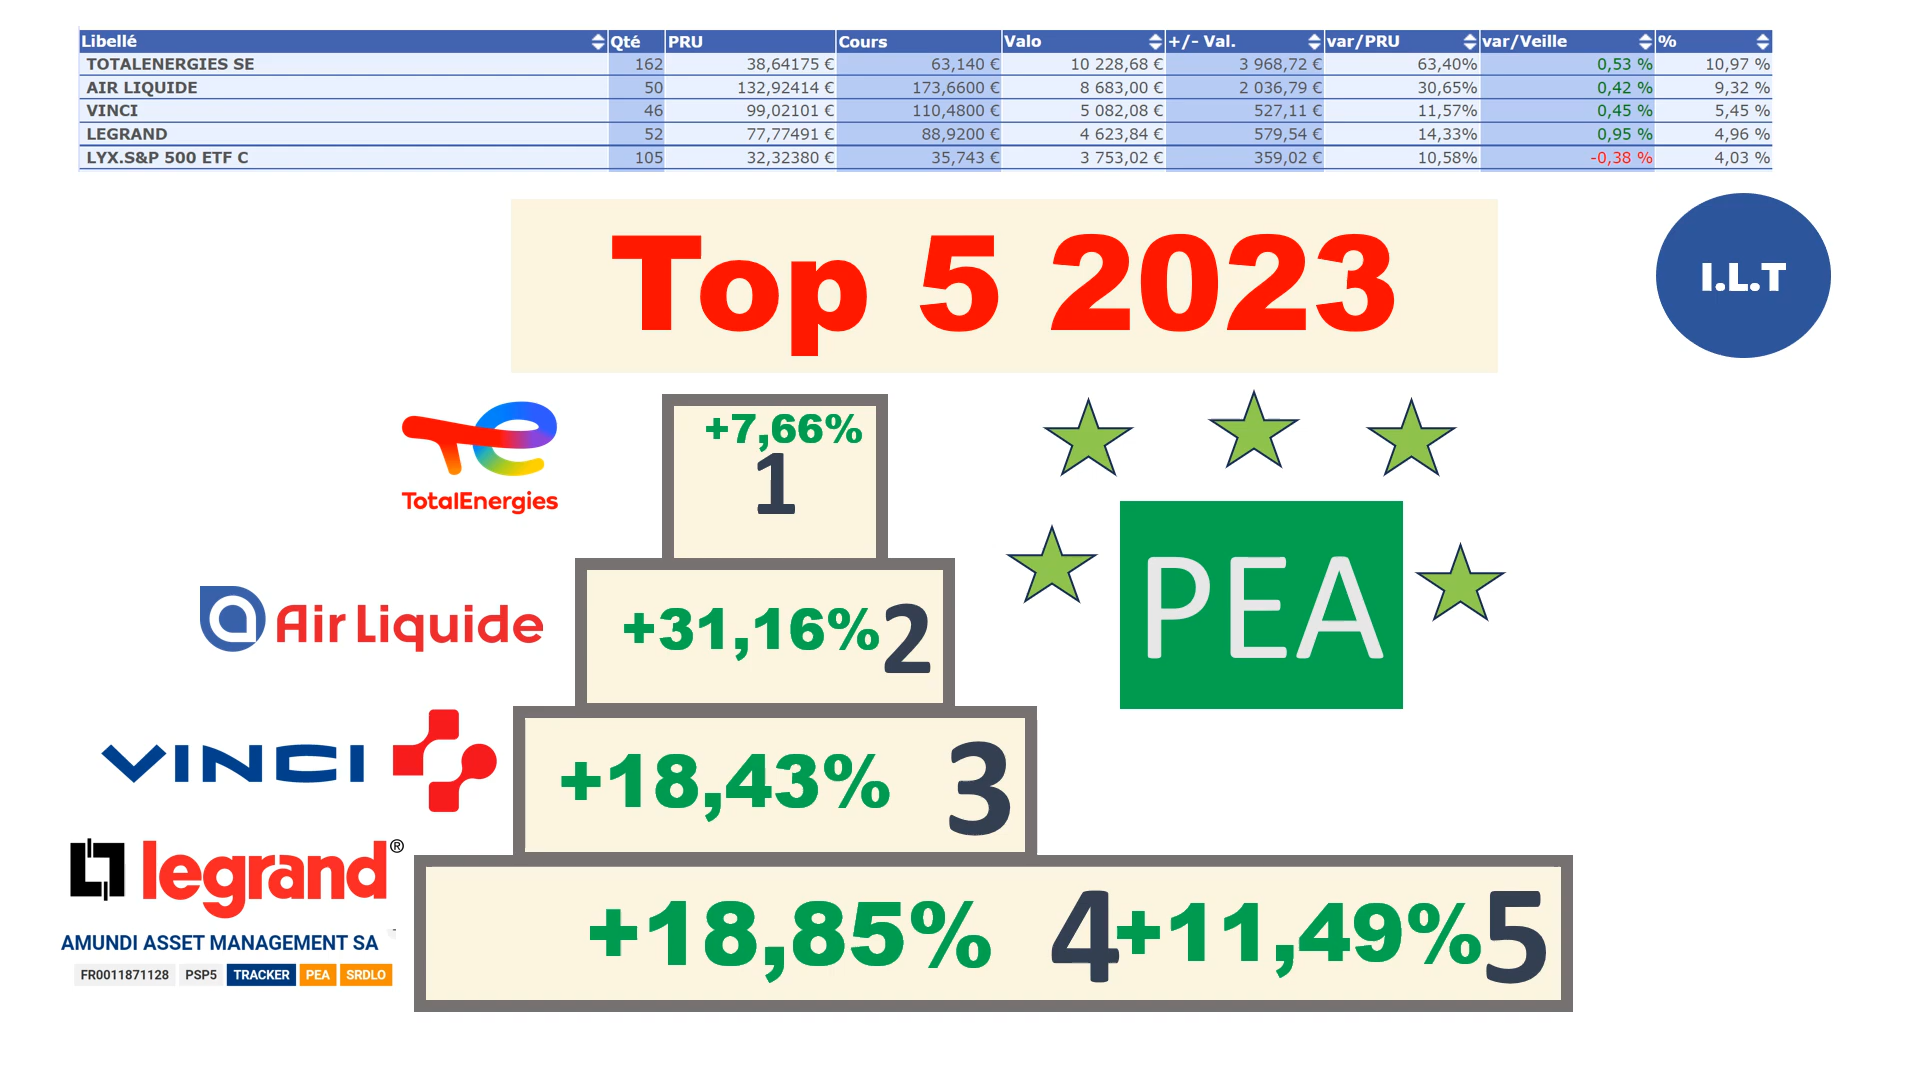 Libellé Qté PRU Cours Valo +/- Val. var/PRU var/Veille %
TOTALENERGIES SE 162 38,64175 € 63,140 € 10 228,68 € 3 968,72 € 63,40% 0,53 % 10,97 %
AIR LIQUIDE 50 132,92414 € 173,6600 € 8 683,00 € 2 036,79 € 30,65% 0,42 % 9,32 %
VINCI 46 99,02101 € 110,4800 € 5 082,08 € 527,11 € 11,57% 0,45 % 5,45 %
LEGRAND 52 77,77491 € 88,9200 € 4 623,84 € 579,54 € 14,33% 0,95 % 4,96 %
LYX.S&P 500 ETF C 105 32,32380 € 35,743 € 3 753,02 € 359,02 € 10,58% -0,38 % 4,03 %
Top 5 2023
I.L.T
TotalEnergies
+7,66%
1
PEA
Air Liquide
+31,16% 2
VINCI
+18,43% 3
legrand®
+18,85% 4 +11,49% 5
AMUNDI ASSET MANAGEMENT SA
FR0011871128 PSP5 TRACKER PEA SRDLO